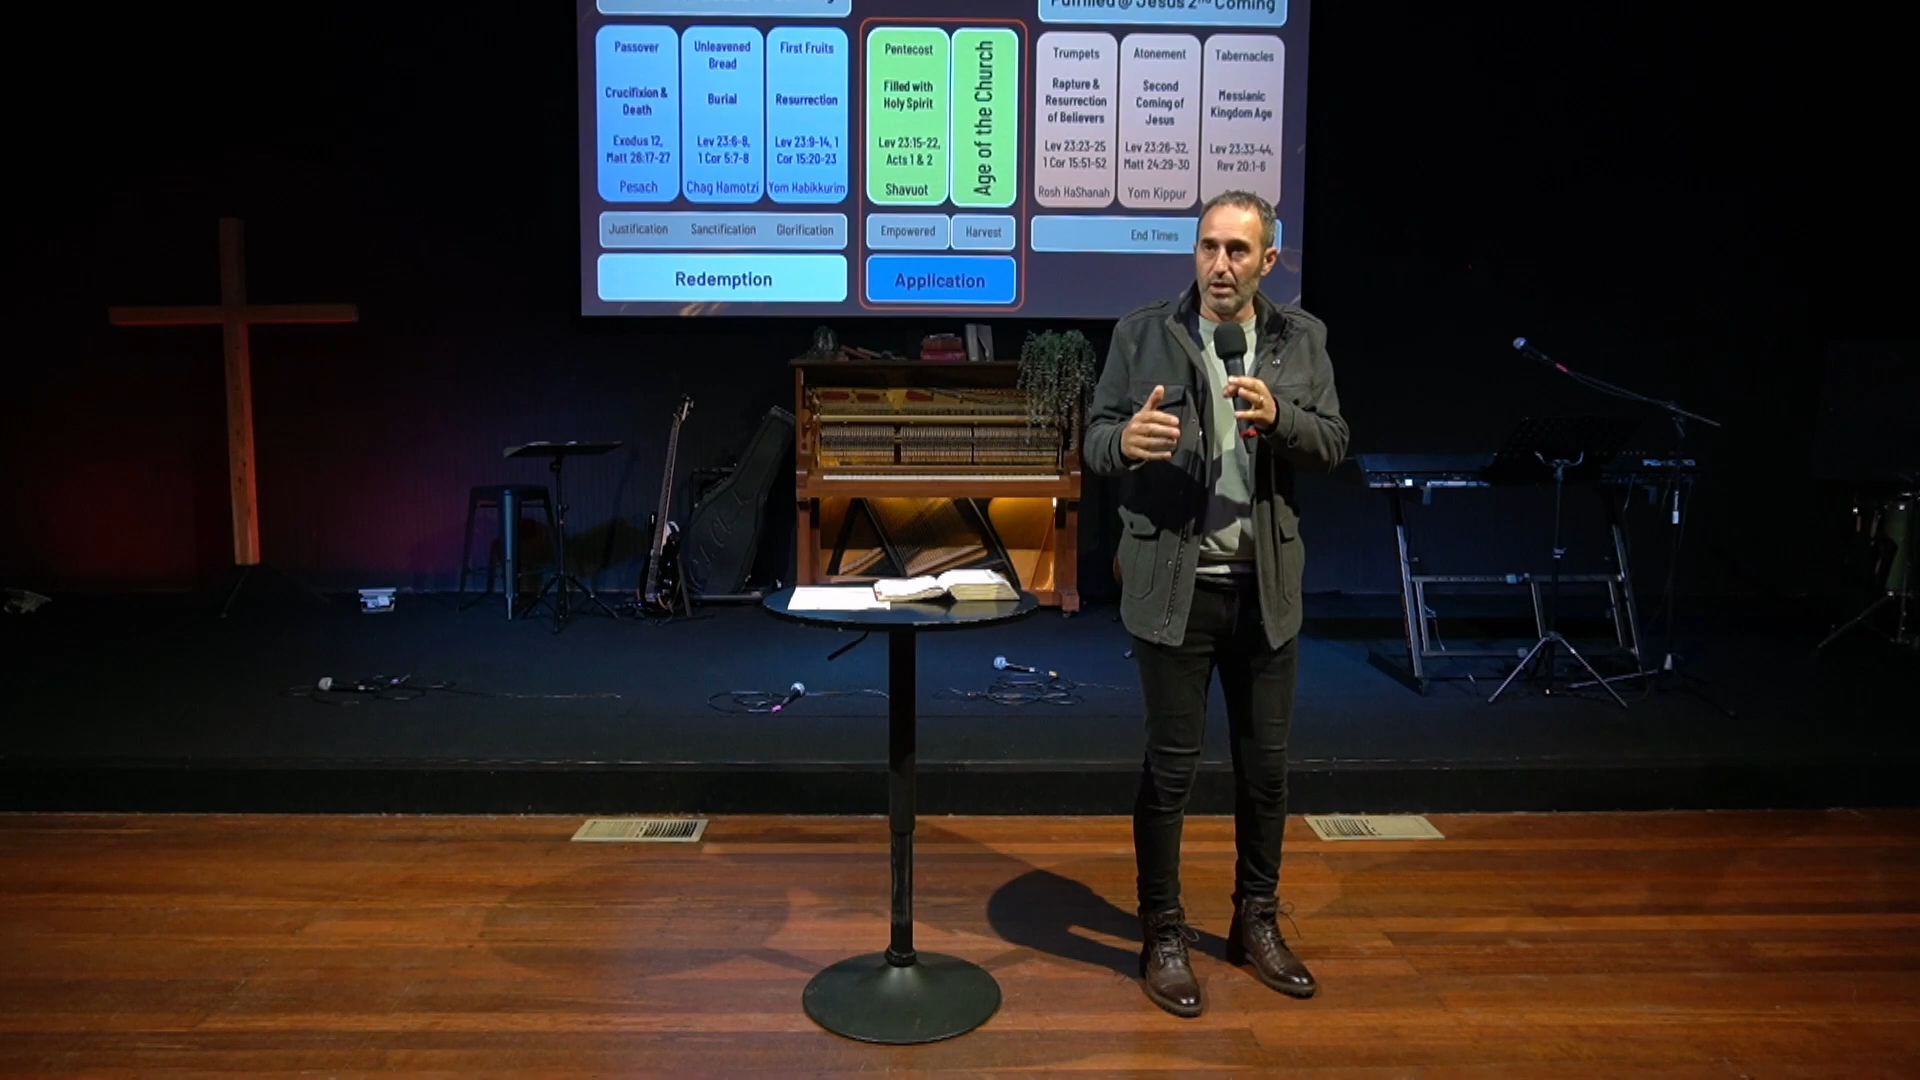 Fulfilled @ Jesus 2nd Coming
Passover
Crucifixion &
Death
Exodus 12,
Matt 26:17-27
Pesach
Unleavened
Bread
Burial
Lev 23:6-8,
1 Cor 5:7-8
Chag Hamotzi
First Fruits
Resurrection
Lev 23:9-14, 1
Cor 15:20-23
Yom Habikkurim
Pentecost
Filled with
Holy Spirit
Lev 23:15-22,
Acts 1 & 2
Shavuot
Age of the Church
Trumpets
Rapture &
Resurrection
of Believers
Lev 23:23-25
1 Cor 15:51-52
Rosh HaShanah
Atonement
Second
Coming of
Jesus
Lev 23:26-32,
Matt 24:29-30
Yom Kippur
Tabernacles
Messianic
Kingdom Age
Lev 23:33-44,
Rev 20:1-6
Justification Sanctification Glorification
Empowered
Harvest
End Times
Redemption
Application